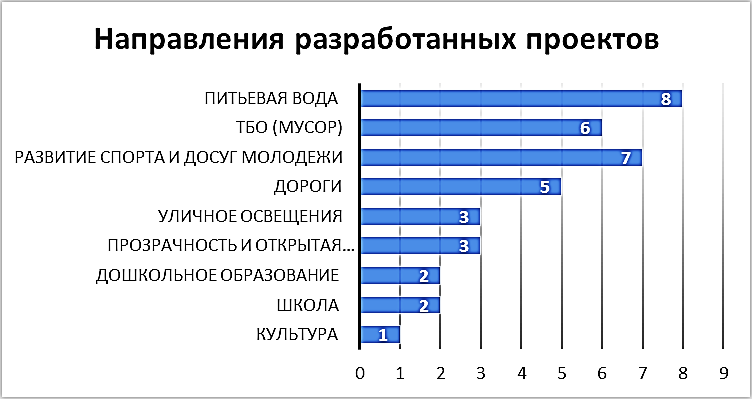 Направления разработанных проектов
ПИТЬЕВАЯ ВОДА 8
ТБО (МУСОР) 6
РАЗВИТИЕ СПОРТА И ДОСУГ МОЛОДЕЖИ 7
ДОРОГИ 5
УЛИЧНОЕ ОСВЕЩЕНИЯ 3
ПРОЗРАЧНОСТЬ И ОТКРЫТАЯ... 3
ДОШКОЛЬНОЕ ОБРАЗОВАНИЕ 2
ШКОЛА 2
КУЛЬТУРА 1
0 1 2 3 4 5 6 7 8 9